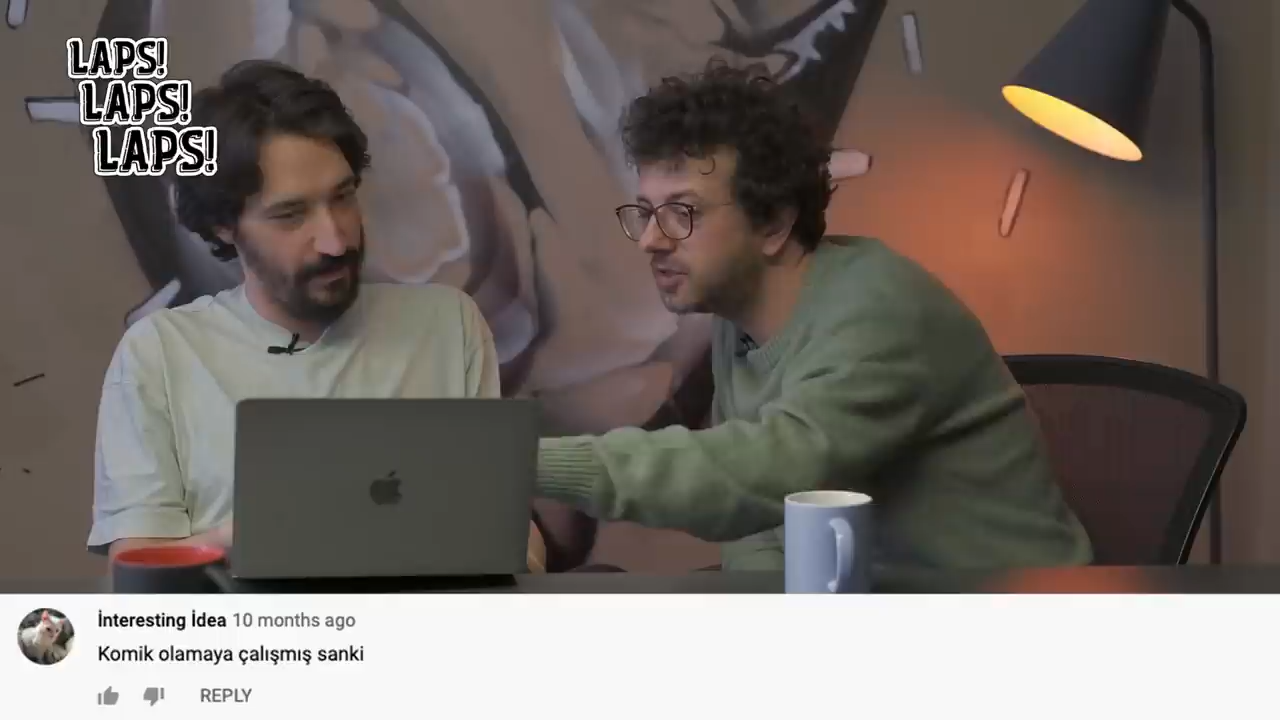 LAPS!
LAPS!
LAPS!
İnteresting İdea 10 months ago
Komik olamaya çalışmış sanki
REPLY